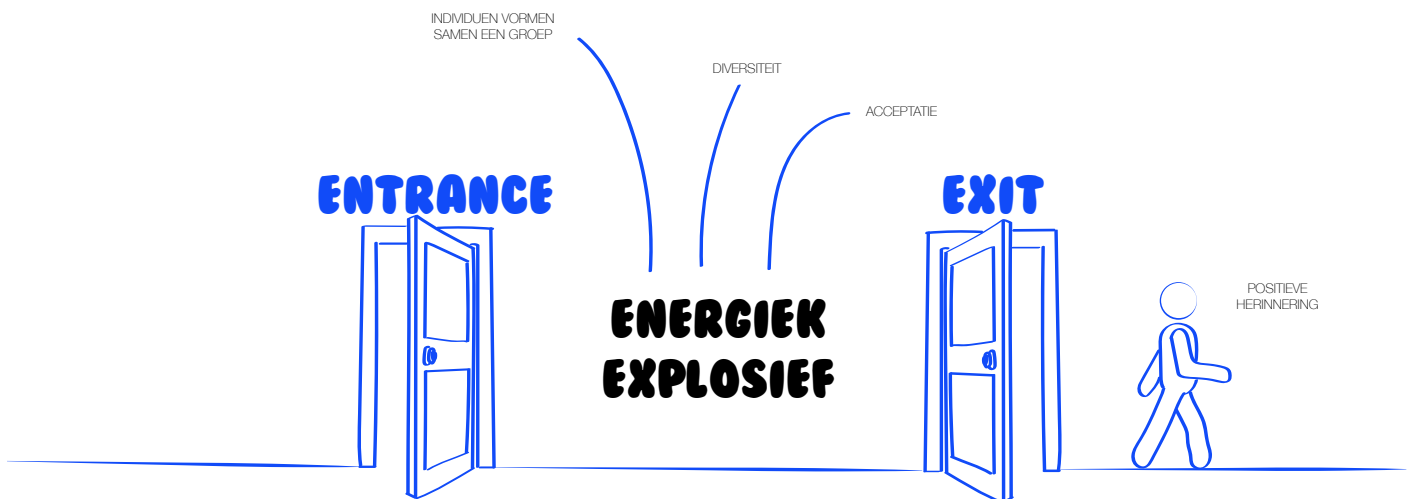 INDIVIDUEN VORMEN
SAMEN EEN GROEP
DIVERSITEIT
ACCEPTATIE
ENTRANCE
EXIT
ENERGIEK
EXPLOSIEF
POSITIEVE
HERINNERING